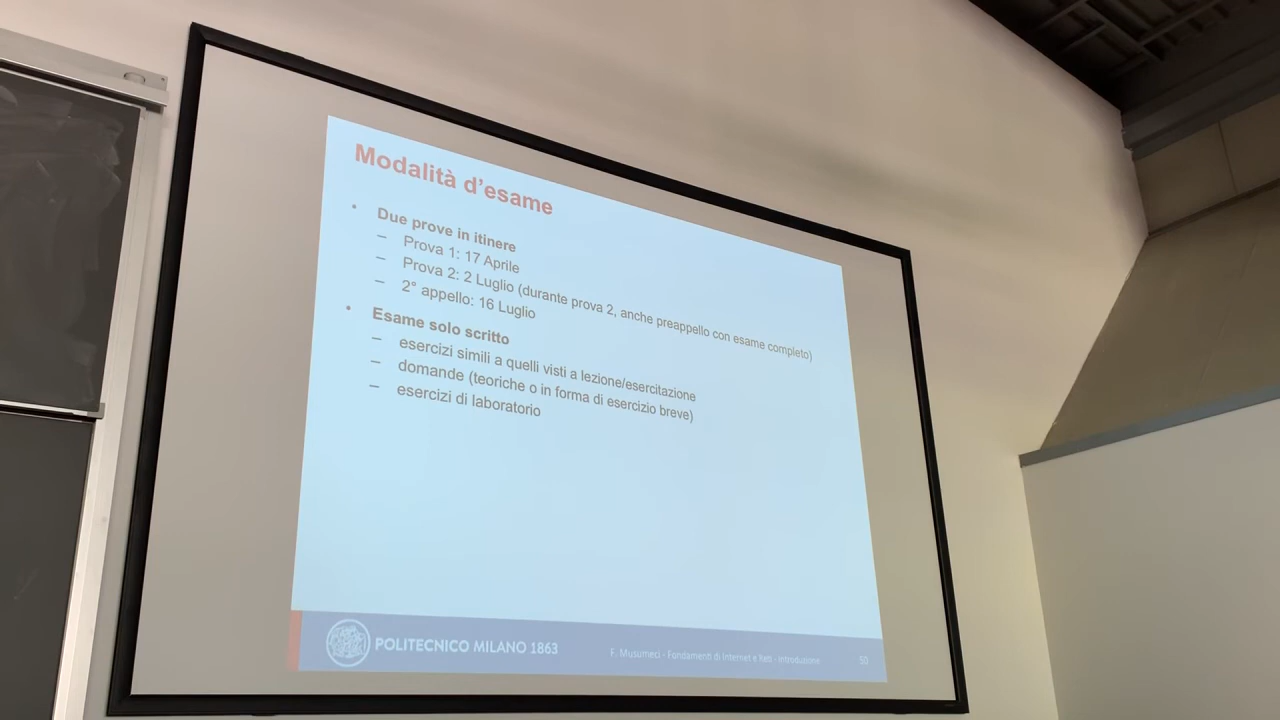 Modalità d'esame
• Due prove in itinere
– Prova 1: 17 Aprile
– Prova 2: 2 Luglio (durante prova 2, anche preappello con esame completo)
– 2° appello: 16 Luglio
• Esame solo scritto
– esercizi simili a quelli visti a lezione/esercitazione
– domande (teoriche o in forma di esercizio breve)
– esercizi di laboratorio
POLITECNICO MILANO 1863
F. Musumeci - Fondamenti di Internet e Reti - Introduzione
50